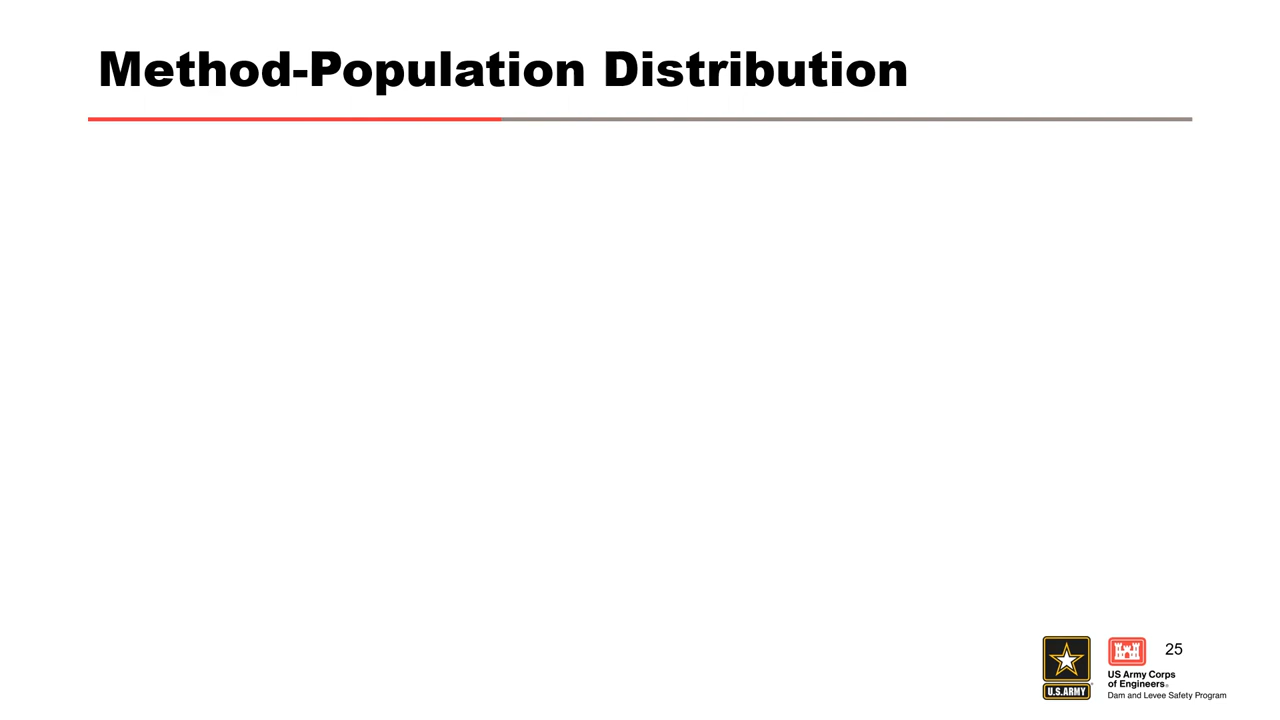 Method-Population Distribution
25
U.S.ARMY
US Army Corps
of Engineers®
Dam and Levee Safety Program